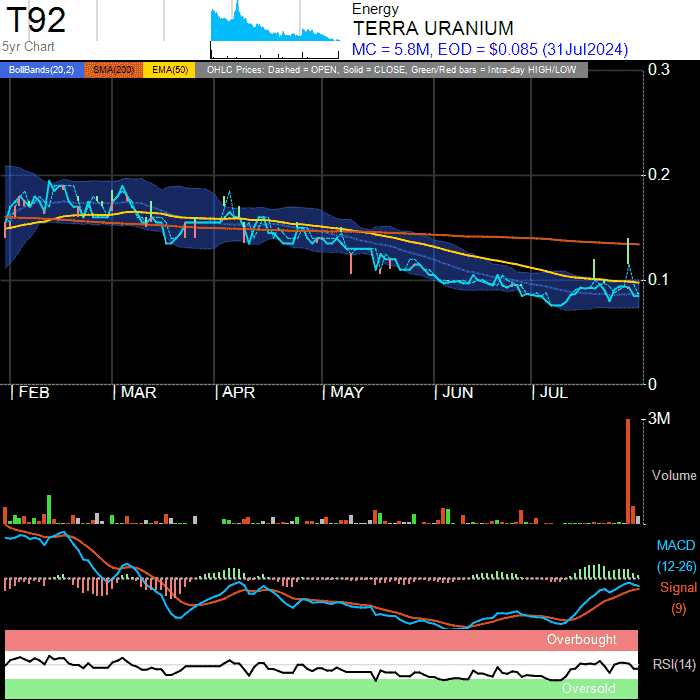 T92
5yr Chart
Energy
TERRA URANIUM
MC = 5.8M, EOD = $0.085 (31Jul2024)
BollBands(20,2) SMA(200) EMA(50) OHLC Prices: Dashed = OPEN, Solid = CLOSE, Green/Red bars = Intra-day HIGH/LOW
0.3
0.2
0.1
0
FEB MAR APR MAY JUN JUL
3M
Volume
MACD
(12-26)
Signal
(9)
Overbought
RSI(14)
Oversold